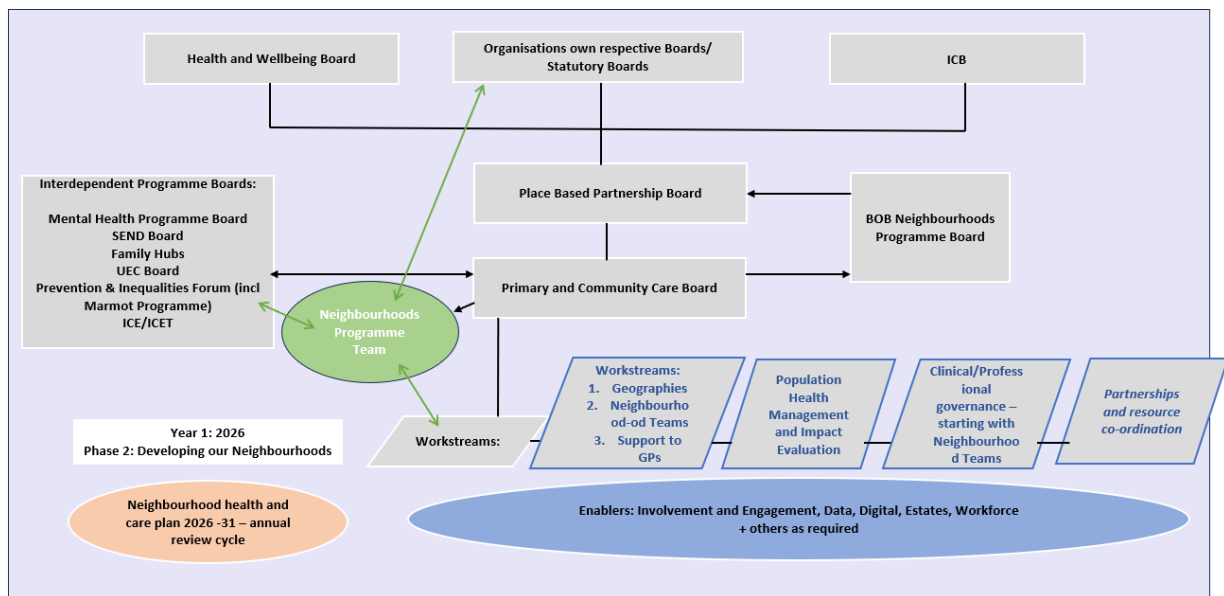 Health and Wellbeing Board
Organisations own respective Boards/
Statutory Boards
ICB
Interdependent Programme Boards:
Mental Health Programme Board
SEND Board
Family Hubs
UEC Board
Prevention & Inequalities Forum (incl
Marmot Programme)
ICE/ICET
Place Based Partnership Board
BOB Neighbourhoods
Programme Board
Primary and Community Care Board
Neighbourhoods
Programme
Team
Year 1: 2026
Phase 2: Developing our Neighbourhoods
Workstreams:
Workstreams:
1. Geographies
2. Neighbourho
od-od Teams
3. Support to
GPs
Population
Health
Management
and Impact
Evaluation
Clinical/Profess
ional
governance –
starting with
Neighbourhoo
d Teams
Partnerships
and resource
co-ordination
Neighbourhood health and
care plan 2026 -31 – annual
review cycle
Enablers: Involvement and Engagement, Data, Digital, Estates, Workforce
+ others as required